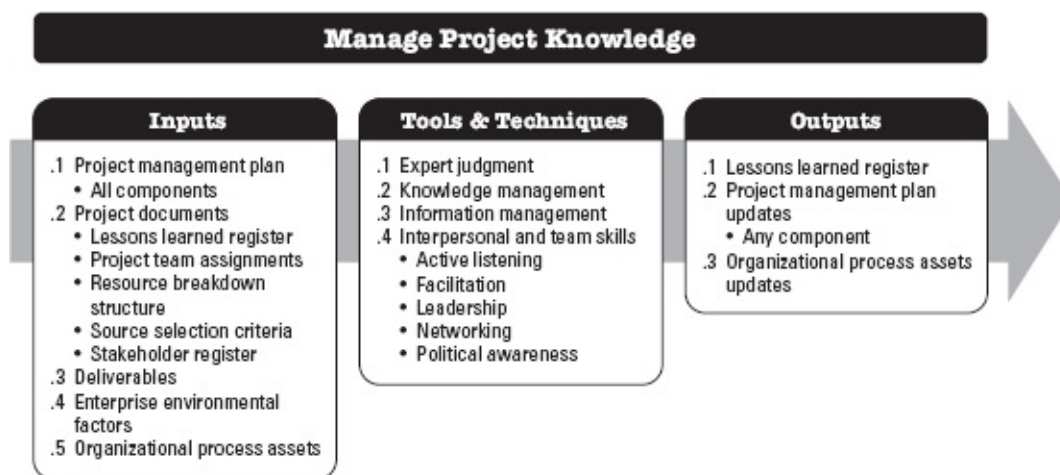 Manage Project Knowledge
Inputs
.1 Project management plan
• All components
.2 Project documents
• Lessons learned register
• Project team assignments
• Resource breakdown
structure
• Source selection criteria
• Stakeholder register
.3 Deliverables
.4 Enterprise environmental
factors
.5 Organizational process assets
Tools & Techniques
.1 Expert judgment
.2 Knowledge management
.3 Information management
.4 Interpersonal and team skills
• Active listening
• Facilitation
• Leadership
• Networking
• Political awareness
Outputs
.1 Lessons learned register
.2 Project management plan
updates
• Any component
.3 Organizational process assets
updates